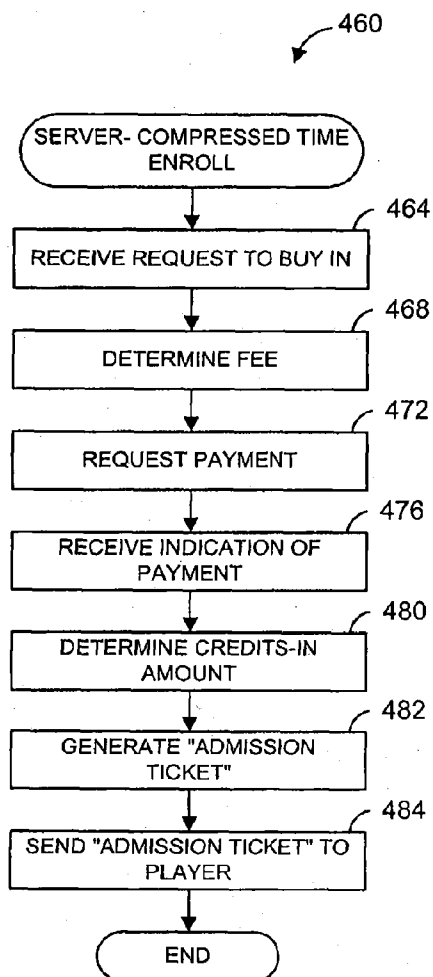 460
SERVER- COMPRESSED TIME
ENROLL
464
RECEIVE REQUEST TO BUY IN
468
DETERMINE FEE
472
REQUEST PAYMENT
476
RECEIVE INDICATION OF
PAYMENT
480
DETERMINE CREDITS-IN
AMOUNT
482
GENERATE "ADMISSION
TICKET"
484
SEND "ADMISSION TICKET" TO
PLAYER
END